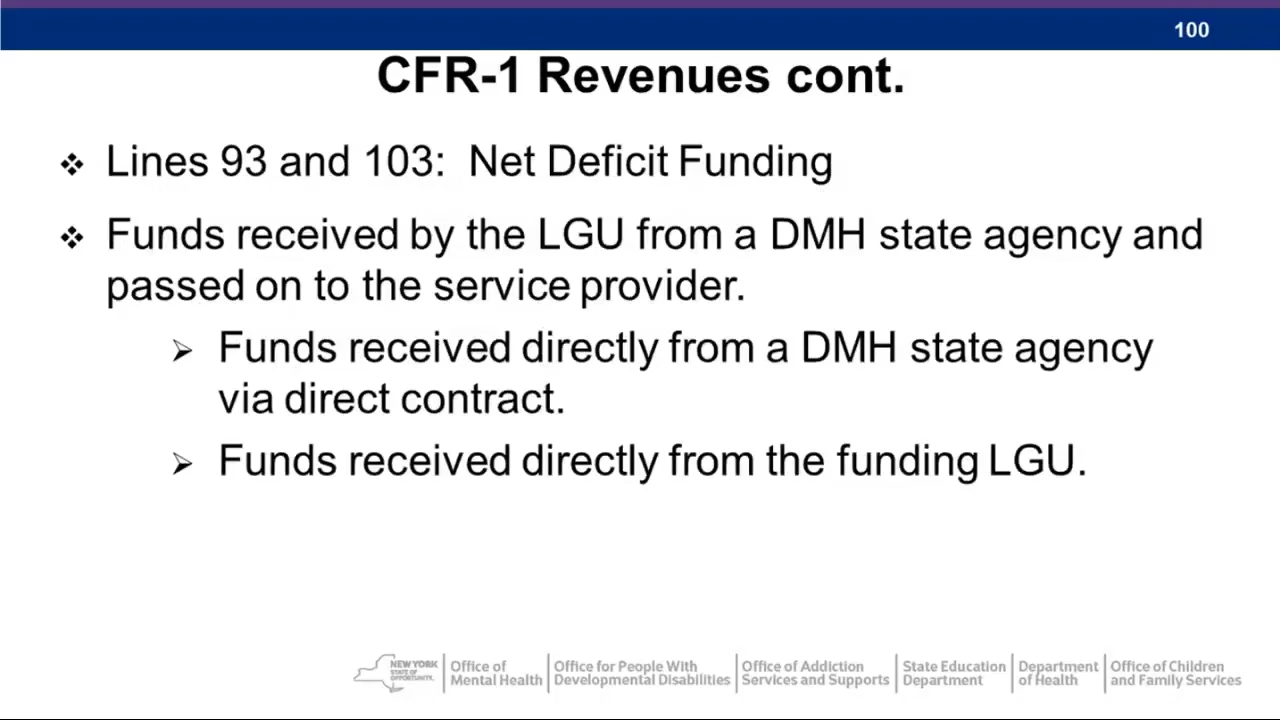 100
CFR-1 Revenues cont.
❖ Lines 93 and 103:  Net Deficit Funding
❖ Funds received by the LGU from a DMH state agency and
passed on to the service provider.
➢ Funds received directly from a DMH state agency
via direct contract.
➢ Funds received directly from the funding LGU.
NEW YORK
STATE OF
OPPORTUNITY.
Office of
Mental Health
Office for People With
Developmental Disabilities
Office of Addiction
Services and Supports
State Education
Department
Department
of Health
Office of Children
and Family Services